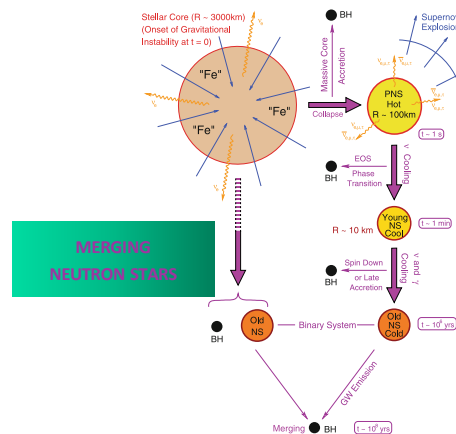 Stellar Core (R ~ 3000km)
(Onset of Gravitational
Instability at t = 0)
"Fe"
"Fe"
"Fe"
Massive Core
Accretion
BH
Collapse
Supernova
Explosion
PNS
Hot
R ~ 100km
t ~ 1 s
ν Cooling
EOS
Phase
Transition
BH
Young
NS
Cool
R ~ 10 km
t ~ 1 min
ν and γ
Cooling
Spin Down
or Late
Accretion
BH
MERGING
NEUTRON STARS
BH
Old
NS
Binary System
Old
NS
Cold
t ~ 10⁶ yrs
GW Emission
Merging
BH